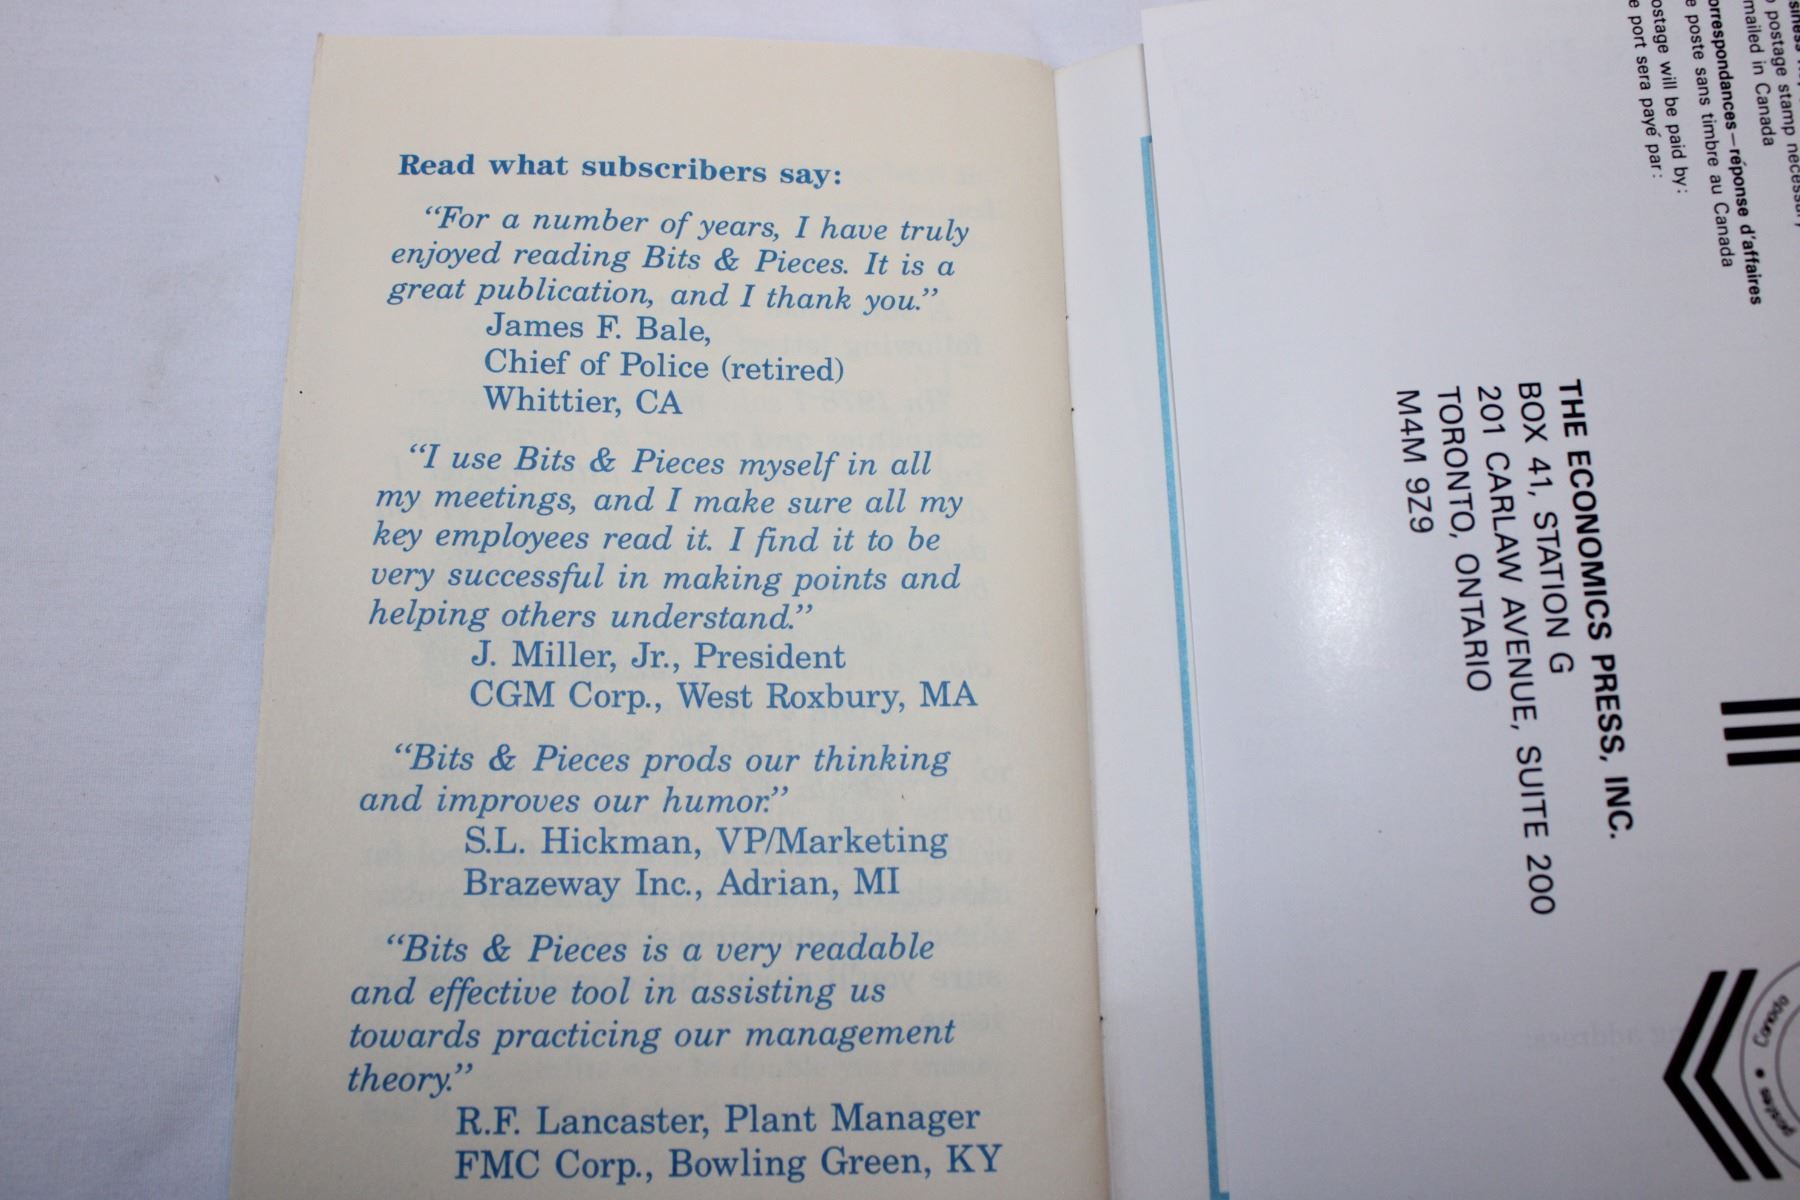 Read what subscribers say:
“For a number of years, I have truly
enjoyed reading Bits & Pieces. It is a
great publication, and I thank you.”
James F. Bale,
Chief of Police (retired)
Whittier, CA
“I use Bits & Pieces myself in all
my meetings, and I make sure all my
key employees read it. I find it to be
very successful in making points and
helping others understand.”
J. Miller, Jr., President
CGM Corp., West Roxbury, MA
“Bits & Pieces prods our thinking
and improves our humor.”
S.L. Hickman, VP/Marketing
Brazeway Inc., Adrian, MI
“Bits & Pieces is a very readable
and effective tool in assisting us
towards practicing our management
theory.”
R.F. Lancaster, Plant Manager
FMC Corp., Bowling Green, KY
postage stamp necessary
mailed in Canada
orrespondances—réponse d'affaires
e poste sans timbre au Canada
ostage will be paid by:
e port sera payé par:
THE ECONOMICS PRESS, INC.
BOX 41, STATION G
201 CARLAW AVENUE, SUITE 200
TORONTO, ONTARIO
M4M 9Z9
Canada
postes